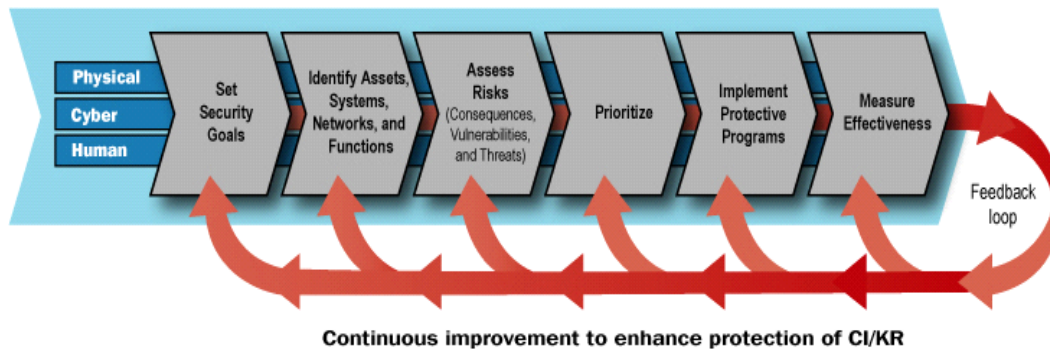 Physical
Cyber
Human
Set
Security
Goals
Identify Assets,
Systems,
Networks, and
Functions
Assess
Risks
(Consequences,
Vulnerabilities,
and Threats)
Prioritize
Implement
Protective
Programs
Measure
Effectiveness
Feedback
loop
Continuous improvement to enhance protection of CI/KR